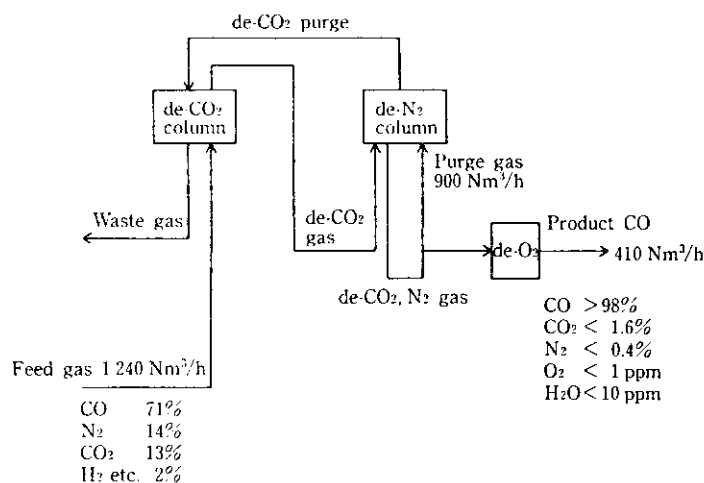 de-CO₂ purge
de-CO₂
column
de-N₂
column
Purge gas
900 Nm³/h
Waste gas
de-CO₂
gas
Product CO
de-O₂
410 Nm³/h
de-CO₂, N₂ gas
CO >98%
CO₂< 1.6%
N₂ < 0.4%
O₂ < 1 ppm
H₂O<10 ppm
Feed gas 1 240 Nm³/h
CO 71%
N₂ 14%
CO₂ 13%
H₂ etc. 2%